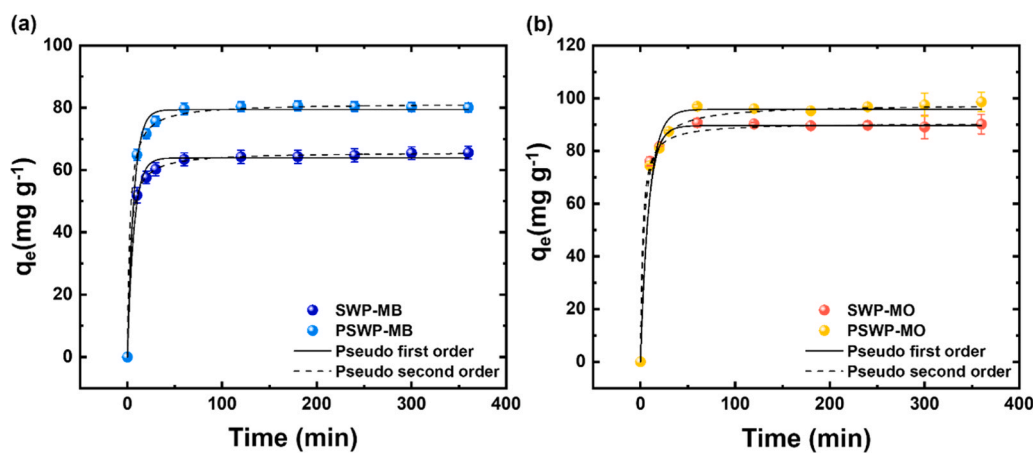 (a)
100
80
60
40
20
0
qe(mg g-1)
SWP-MB
PSWP-MB
Pseudo first order
Pseudo second order
0 100 200 300 400
Time (min)
(b)
120
100
80
60
40
20
0
qe(mg g-1)
SWP-MO
PSWP-MO
Pseudo first order
Pseudo second order
0 100 200 300 400
Time (min)